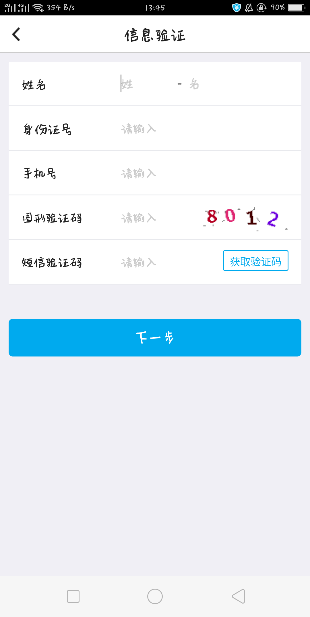 354 B/s 13:45 90%
信息验证
姓名 姓 - 名
身份证号 请输入
手机号 请输入
图形验证码 请输入 8012
短信验证码 请输入 获取验证码
下一步